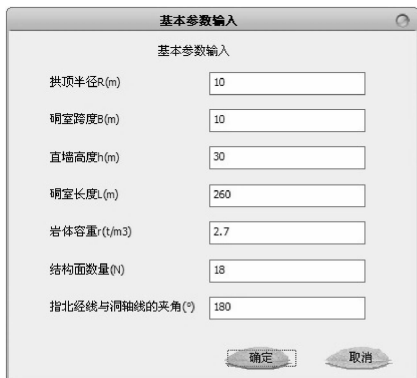 基本参数输入
基本参数输入
拱顶半径R(m) 10
硐室跨度B(m) 10
直墙高度h(m) 30
硐室长度L(m) 260
岩体容重r(t/m3) 2.7
结构面数量(N) 18
指北经线与洞轴线的夹角(°) 180
确定 取消